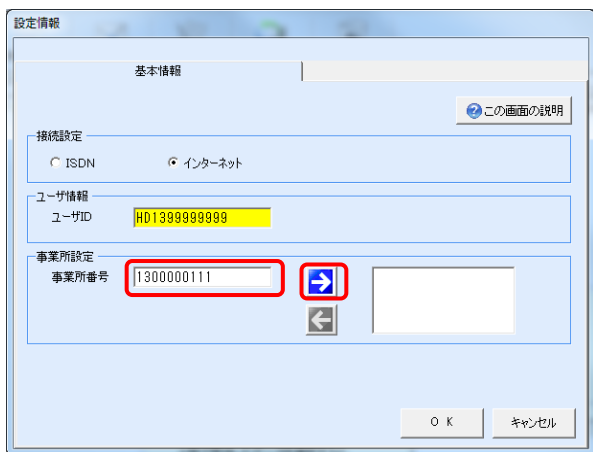 設定情報
基本情報
この画面の説明
接続設定
ISDN
インターネット
ユーザ情報
ユーザID
HD1399999999
事業所設定
事業所番号
1300000111
O K
キャンセル